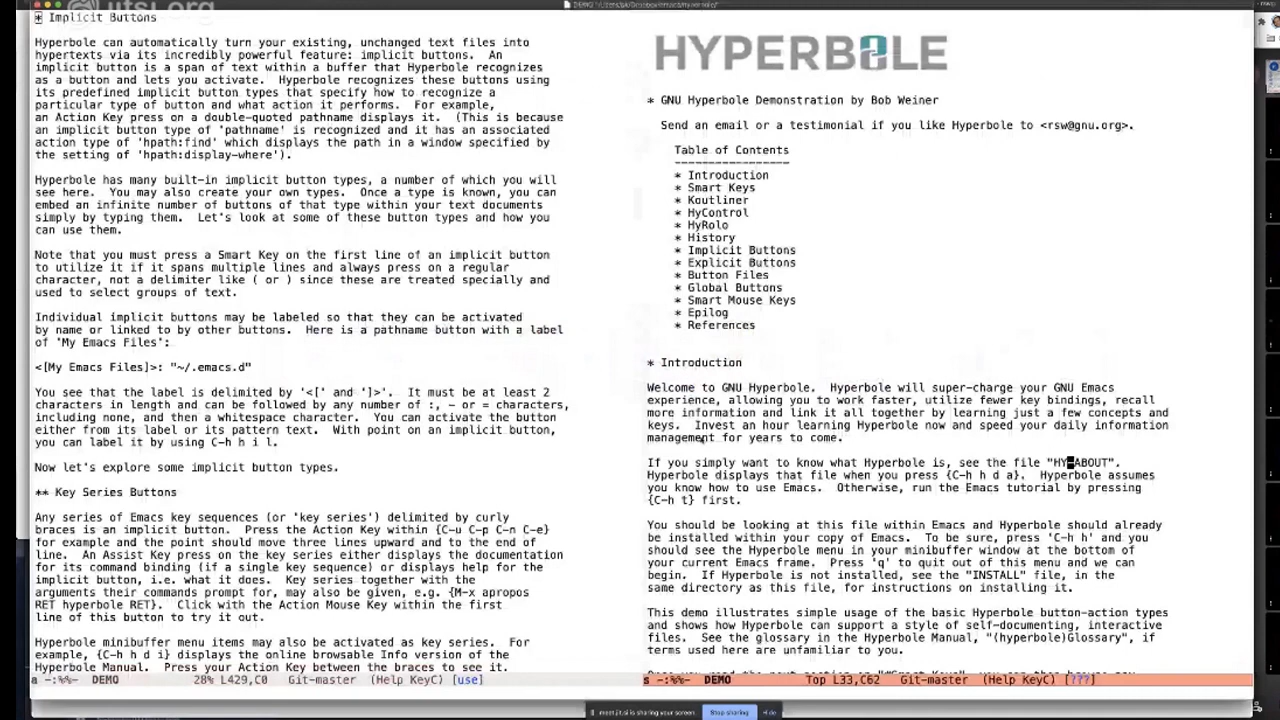 DEMO
* Implicit Buttons
Hyperbole can automatically turn your existing, unchanged text files into
hypertexts via its incredibly powerful feature: implicit buttons.  An
implicit button is a span of text within a buffer that Hyperbole recognizes
as a button and lets you activate.  Hyperbole recognizes these buttons using
its predefined implicit button types that specify how to recognize a
particular type of button and what action it performs.  For example,
an Action Key press on a double-quoted pathname displays it.  (This is because
an implicit button type of 'pathname' is recognized and it has an associated
action type of 'hpath:find' which displays the path in a window specified by
the setting of 'hpath:display-where').
Hyperbole has many built-in implicit button types, a number of which you will
see here.  You may also create your own types.  Once a type is known, you can
embed an infinite number of buttons of that type within your text documents
simply by typing them.  Let's look at some of these button types and how you
can use them.
Note that you must press a Smart Key on the first line of an implicit button
to utilize it if it spans multiple lines and always press on a regular
character, not a delimiter like ( or ) since these are treated specially and
used to select groups of text.
Individual implicit buttons may be labeled so that they can be activated
by name or linked to by other buttons.  Here is a pathname button with a label
of 'My Emacs Files':
<[My Emacs Files]>: "~/.emacs.d"
You see that the label is delimited by '<[' and ']>'.  It must be at least 2
characters in length and can be followed by any number of :, - or = characters,
including none, and then a whitespace character.  You can activate the button
either from its label or its pattern text.  With point on an implicit button,
you can label it by using C-h h i l.
Now let's explore some implicit button types.
** Key Series Buttons
Any series of Emacs key sequences (or 'key series') delimited by curly
braces is an implicit button.  Press the Action Key within {C-u C-p C-n C-e}
for example and the point should move three lines upward and to the end of
line.  An Assist Key press on the key series either displays the documentation
for its command binding (if a single key sequence) or displays help for the
implicit button, i.e. what it does.  Key series together with the
arguments their commands prompt for, may also be given, e.g. {M-x apropos
RET hyperbole RET}.  Click with the Action Mouse Key within the first
line of this button to try it out.
Hyperbole minibuffer menu items may also be activated as key series.  For
example, {C-h h d i} displays the online browsable Info version of the
Hyperbole Manual.  Press your Action Key between the braces to see it.
a -:%%-  DEMO   28% L429,C0   Git-master  (Help KeyC) [use]
HYPERBOLE
* GNU Hyperbole Demonstration by Bob Weiner
Send an email or a testimonial if you like Hyperbole to <rsw@gnu.org>.
Table of Contents
-----------------
* Introduction
* Smart Keys
* Koutliner
* HyControl
* HyRolo
* History
* Implicit Buttons
* Explicit Buttons
* Button Files
* Global Buttons
* Smart Mouse Keys
* Epilog
* References
* Introduction
Welcome to GNU Hyperbole.  Hyperbole will super-charge your GNU Emacs
experience, allowing you to work faster, utilize fewer key bindings, recall
more information and link it all together by learning just a few concepts and
keys.  Invest an hour learning Hyperbole now and speed your daily information
management for years to come.
If you simply want to know what Hyperbole is, see the file "HY-ABOUT".
Hyperbole displays that file when you press {C-h h d a}.  Hyperbole assumes
you know how to use Emacs.  Otherwise, run the Emacs tutorial by pressing
{C-h t} first.
You should be looking at this file within Emacs and Hyperbole should already
be installed within your copy of Emacs.  To be sure, press 'C-h h' and you
should see the Hyperbole menu in your minibuffer window at the bottom of
your current Emacs frame.  Press 'q' to quit out of this menu and we can
begin.  If Hyperbole is not installed, see the "INSTALL" file, in the
same directory as this file, for instructions on installing it.
This demo illustrates simple usage of the basic Hyperbole button-action types
and shows how Hyperbole can support a style of self-documenting, interactive
files.  See the glossary in the Hyperbole Manual, "(hyperbole)Glossary", if
terms used here are unfamiliar to you.
s -:%%-  DEMO   Top L33,C62   Git-master  (Help KeyC) [???]
meet.jit.si is sharing your screen.  Stop sharing  Hide